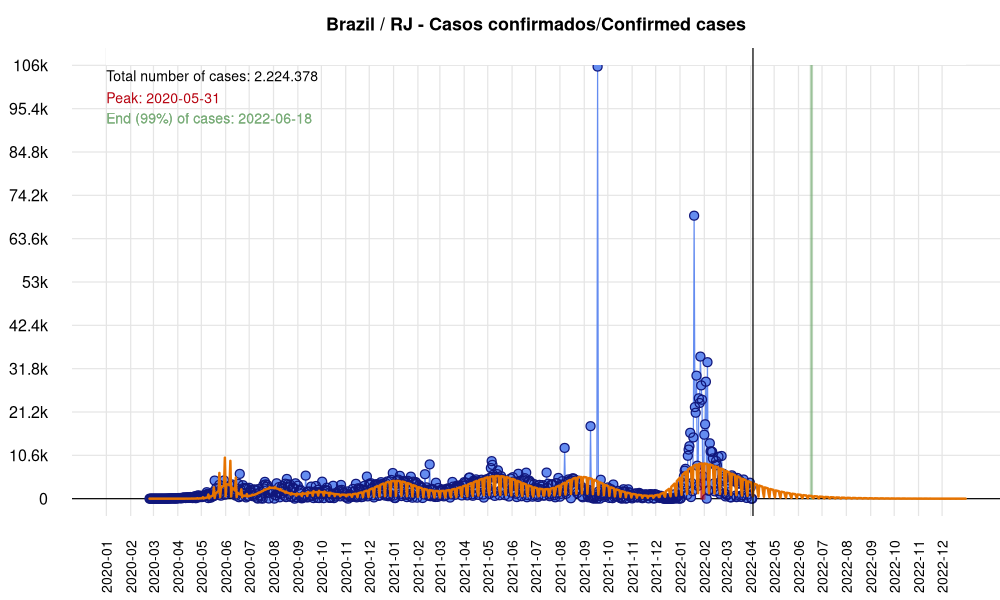 Brazil / RJ - Casos confirmados/Confirmed cases
Total number of cases: 2.224.378
Peak: 2020-05-31
End (99%) of cases: 2022-06-18
106k
95.4k
84.8k
74.2k
63.6k
53k
42.4k
31.8k
21.2k
10.6k
0
2020-01
2020-02
2020-03
2020-04
2020-05
2020-06
2020-07
2020-08
2020-09
2020-10
2020-11
2020-12
2021-01
2021-02
2021-03
2021-04
2021-05
2021-06
2021-07
2021-08
2021-09
2021-10
2021-11
2021-12
2022-01
2022-02
2022-03
2022-04
2022-05
2022-06
2022-07
2022-08
2022-09
2022-10
2022-11
2022-12